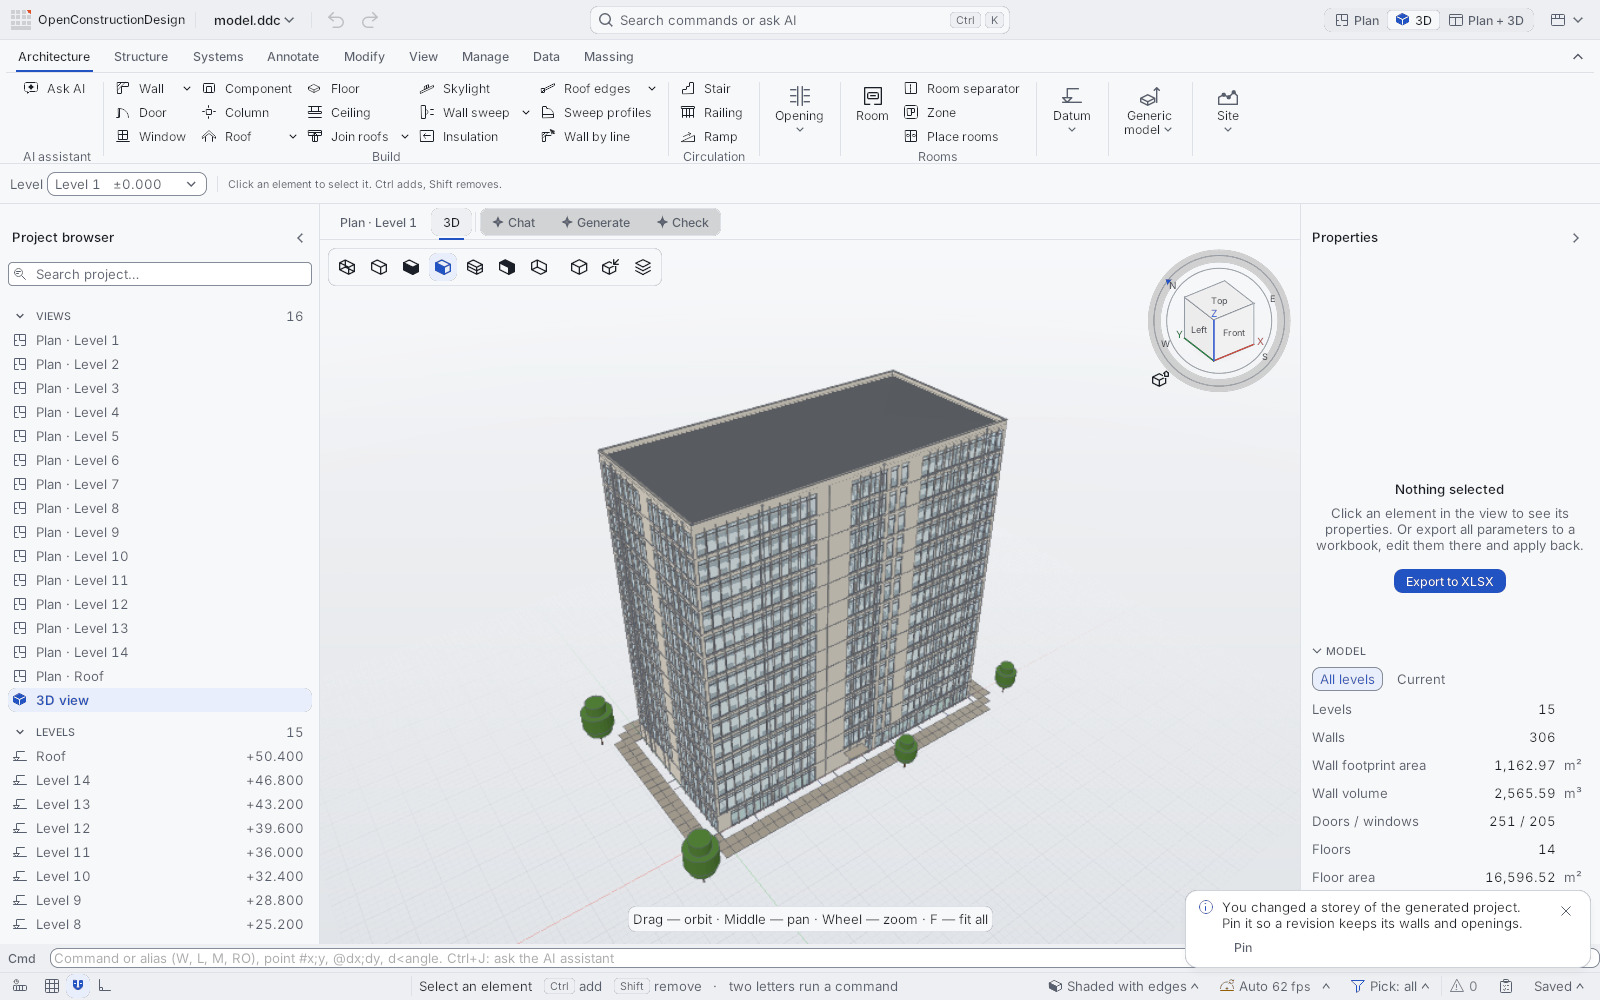 OpenConstructionDesign
model.ddc
Search commands or ask AI
Ctrl K
Plan
3D
Plan + 3D
Architecture
Structure
Systems
Annotate
Modify
View
Manage
Data
Massing
Ask AI
AI assistant
Wall
Door
Window
Component
Column
Roof
Floor
Ceiling
Join roofs
Skylight
Wall sweep
Insulation
Roof edges
Sweep profiles
Wall by line
Build
Stair
Railing
Ramp
Circulation
Opening
Room
Room separator
Zone
Place rooms
Rooms
Datum
Generic
model
Site
Level
Level 1 ±0.000
Click an element to select it. Ctrl adds, Shift removes.
Project browser
Search project...
VIEWS 16
Plan · Level 1
Plan · Level 2
Plan · Level 3
Plan · Level 4
Plan · Level 5
Plan · Level 6
Plan · Level 7
Plan · Level 8
Plan · Level 9
Plan · Level 10
Plan · Level 11
Plan · Level 12
Plan · Level 13
Plan · Level 14
Plan · Roof
3D view
LEVELS 15
Roof +50.400
Level 14 +46.800
Level 13 +43.200
Level 12 +39.600
Level 11 +36.000
Level 10 +32.400
Level 9 +28.800
Level 8 +25.200
Plan · Level 1
3D
Chat
Generate
Check
N
E
S
W
Top
Left
Front
Z
Y
X
Drag — orbit · Middle — pan · Wheel — zoom · F — fit all
Properties
Nothing selected
Click an element in the view to see its
properties. Or export all parameters to a
workbook, edit them there and apply back.
Export to XLSX
MODEL
All levels
Current
Levels 15
Walls 306
Wall footprint area 1,162.97 m²
Wall volume 2,565.59 m³
Doors / windows 251 / 205
Floors 14
Floor area 16,596.52 m²
You changed a storey of the generated project.
Pin it so a revision keeps its walls and openings.
Pin
Cmd
Command or alias (W, L, M, RO), point #x;y, @dx;dy, d<angle. Ctrl+J: ask the AI assistant
Select an element
Ctrl add
Shift remove
· two letters run a command
Shaded with edges
Auto 62 fps
Pick: all
0
Saved